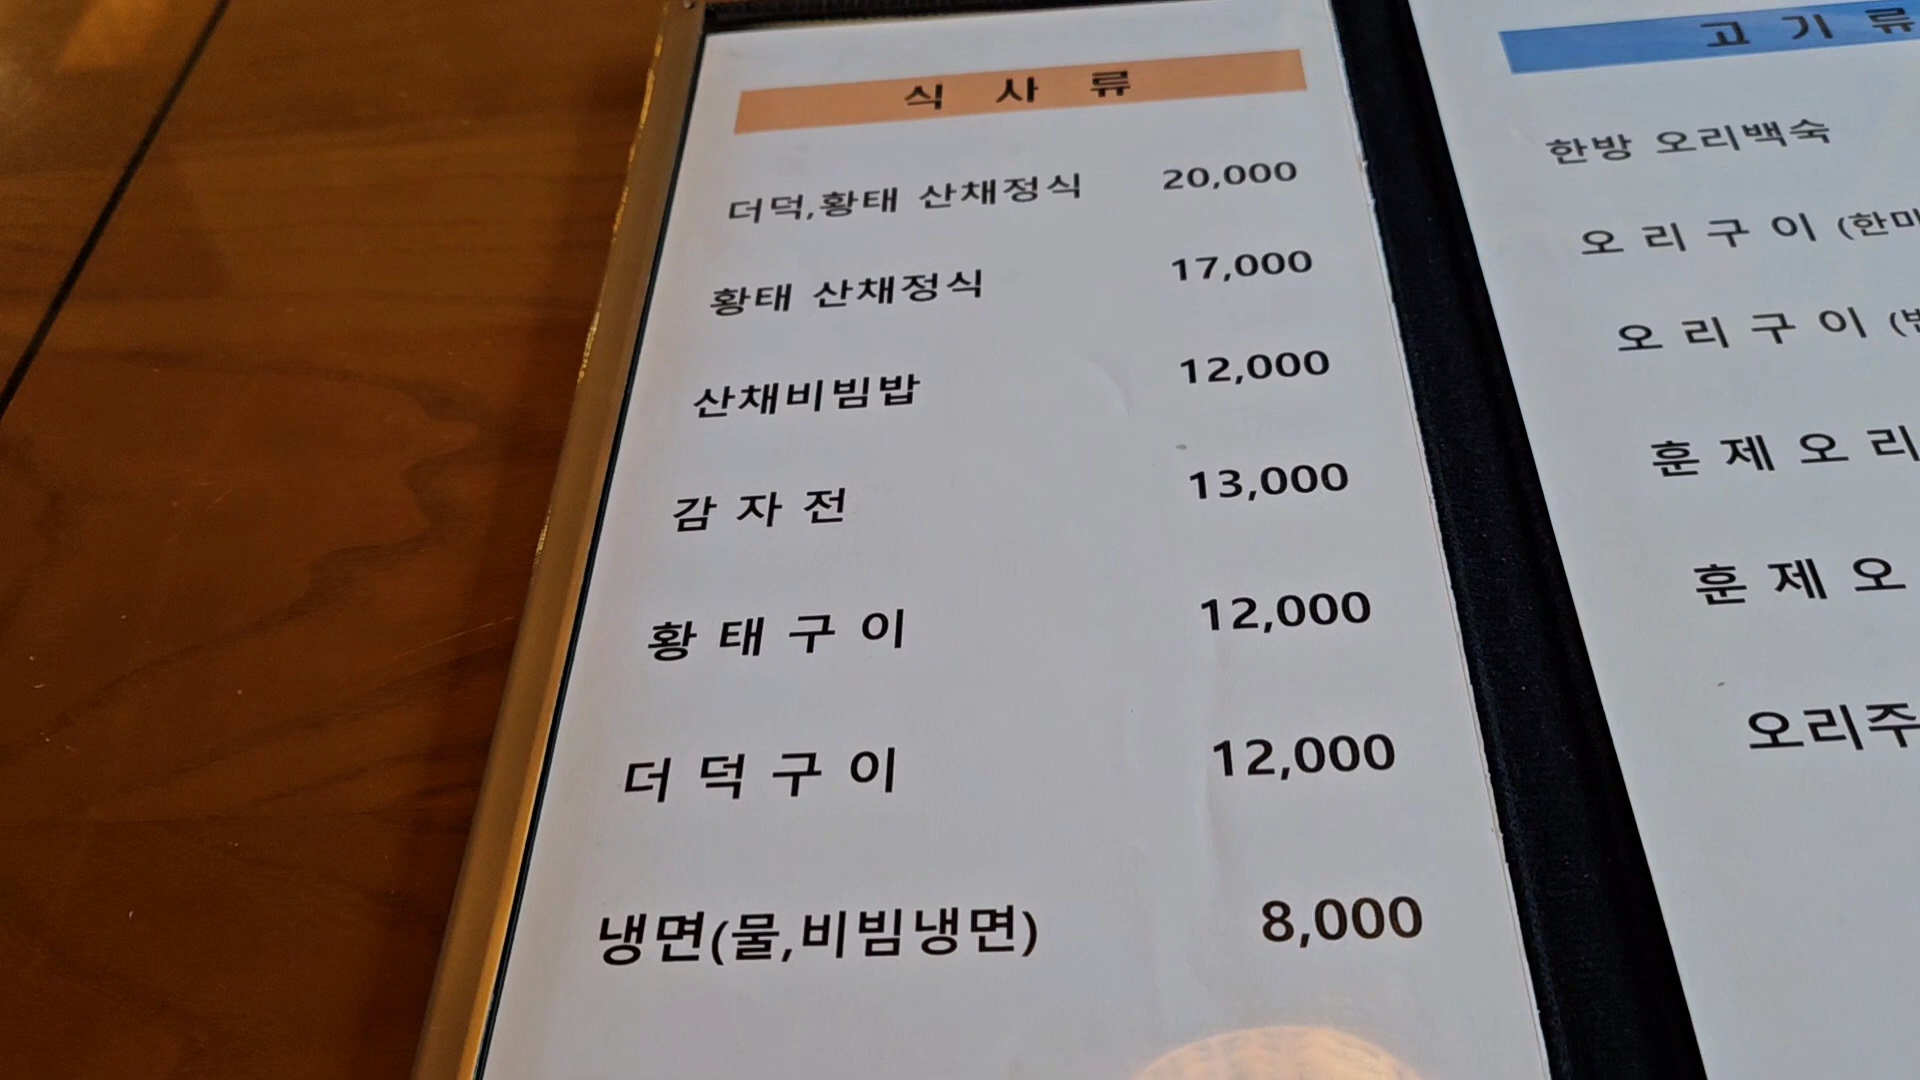 식 사 류
더덕,황태 산채정식 20,000
황태 산채정식 17,000
산채비빔밥 12,000
감 자 전 13,000
황 태 구 이 12,000
더 덕 구 이 12,000
냉면(물,비빔냉면) 8,000
고 기 류
한방 오리백숙
오 리 구 이 (한마
오 리 구 이 (반
훈 제 오 리
훈 제 오
오리주